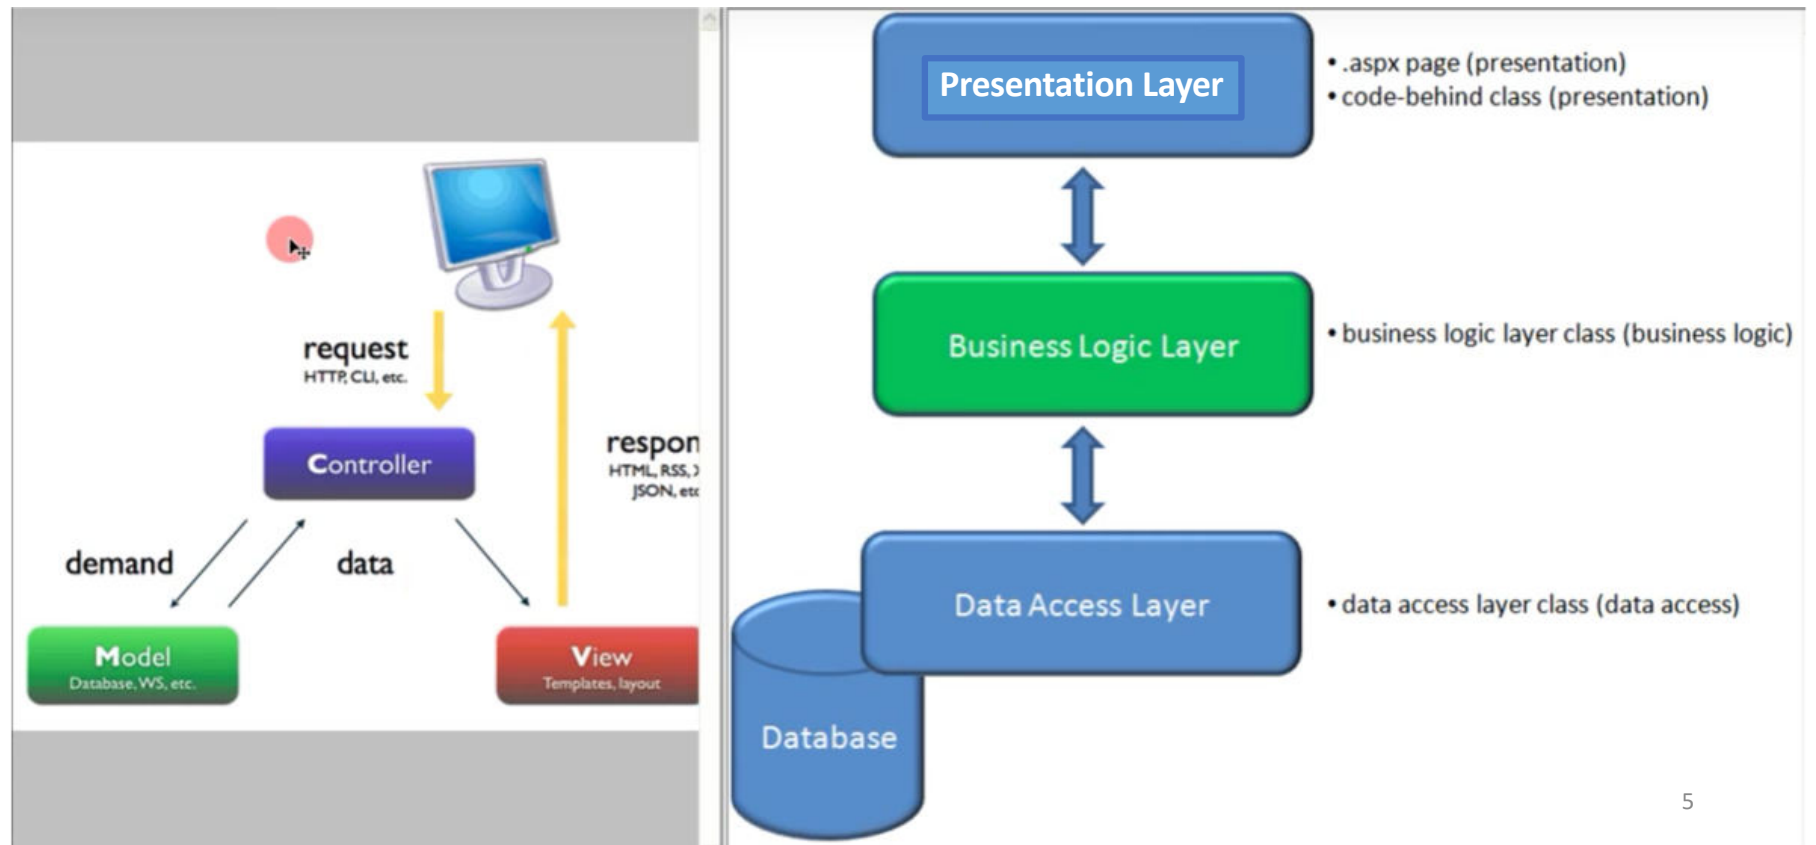 request
HTTP, CLI, etc.
respon
HTML, RSS,
JSON, etc
Controller
demand
data
Model
Database, WS, etc.
View
Templates, layout
Presentation Layer
• .aspx page (presentation)
• code-behind class (presentation)
Business Logic Layer
• business logic layer class (business logic)
Data Access Layer
• data access layer class (data access)
Database
5